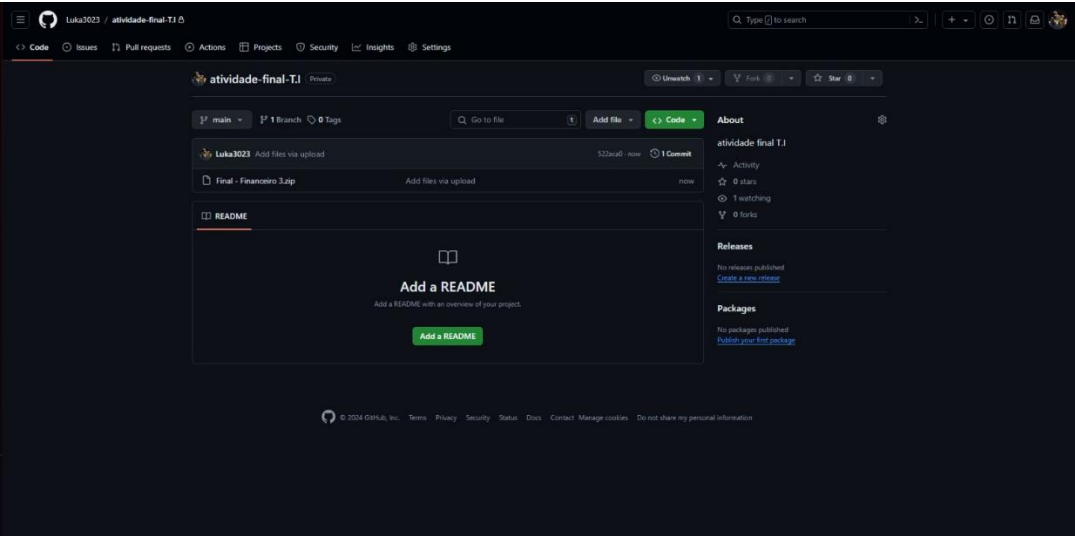 Luka3023 / atividade-final-T.I
Type / to search
Code Issues Pull requests Actions Projects Security Insights Settings
atividade-final-T.I Private
Unwatch 1 Fork 0 Star 0
main 1 Branch 0 Tags
Go to file t Add file Code
About
atividade final T.I
Luka3023 Add files via upload 522aca0 · now 1 Commit
Activity
Final - Financeiro 3.zip Add files via upload now
0 stars
1 watching
0 forks
README
Releases
No releases published
Create a new release
Add a README
Add a README with an overview of your project.
Add a README
Packages
No packages published
Publish your first package
© 2024 GitHub, Inc. Terms Privacy Security Status Docs Contact Manage cookies Do not share my personal information